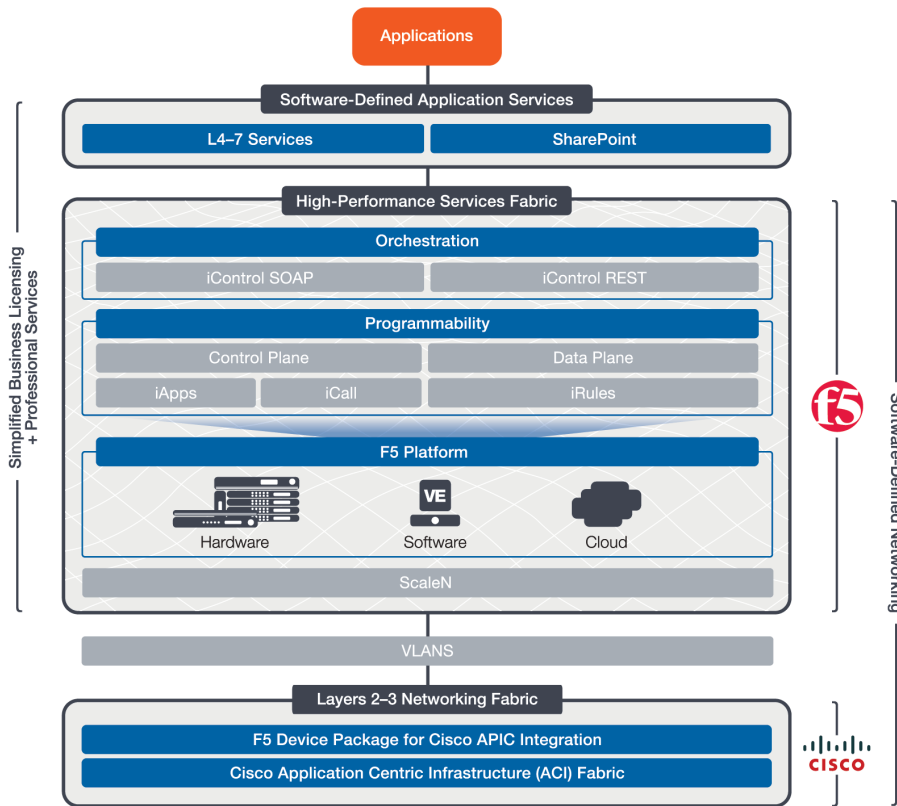 Applications
Software-Defined Application Services
L4–7 Services
SharePoint
High-Performance Services Fabric
Orchestration
iControl SOAP
iControl REST
Programmability
Control Plane
Data Plane
iApps
iCall
iRules
F5 Platform
VE
Hardware
Software
Cloud
ScaleN
VLANS
Layers 2–3 Networking Fabric
F5 Device Package for Cisco APIC Integration
Cisco Application Centric Infrastructure (ACI) Fabric
Simplified Business Licensing
+ Professional Services
f5
CISCO
Software-Defined Networking